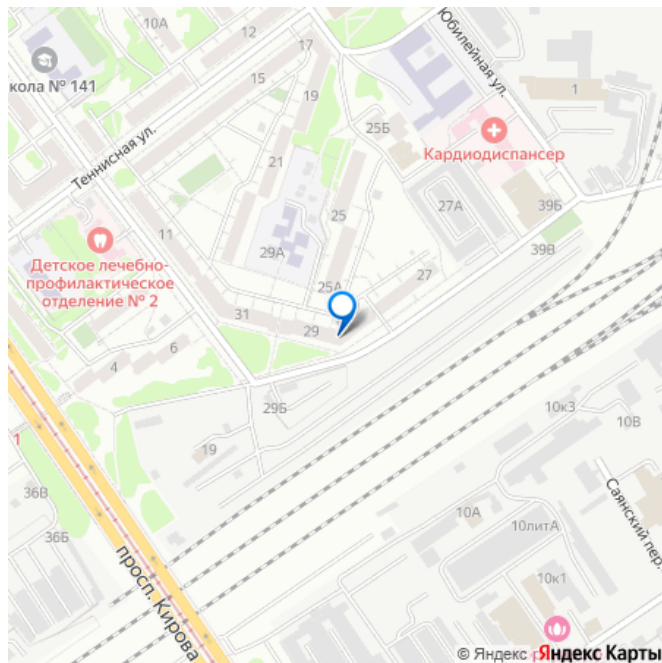 10А
12
17
Юбилейная ул.
кола № 141
15
19
1
25Б
Теннисная ул.
21
Кардиодиспансер
25
27А
39Б
11
29А
39В
Детское лечебно-
профилактическое
отделение № 2
25А
27
31
29
6
4
29Б
10к3
10В
1
19
36В
10А
10литА
36Б
Саянский пер.
просп. Кирова
10к1
© Яндекс
Яндекс Карты